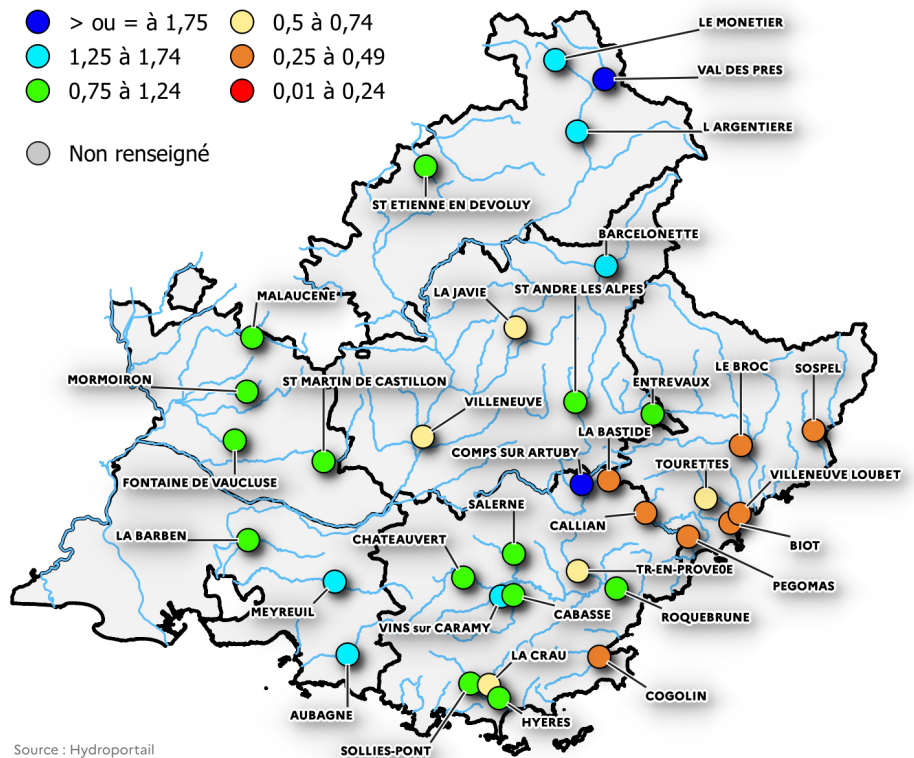 > ou = à 1,75
0,5 à 0,74
1,25 à 1,74
0,25 à 0,49
0,75 à 1,24
0,01 à 0,24
Non renseigné
LE MONETIER
VAL DES PRES
L ARGENTIERE
ST ETIENNE EN DEVOLUY
BARCELONETTE
ST ANDRE LES ALPES
LA JAVIE
MALAUCENE
MORMOIRON
ST MARTIN DE CASTILLON
VILLENEUVE
ENTREVAUX
LE BROC
SOSPEL
LA BASTIDE
COMPS SUR ARTUBY
TOURETTES
VILLENEUVE LOUBET
FONTAINE DE VAUCLUSE
SALERNE
CALLIAN
BIOT
LA BARBEN
CHATEAUVERT
TR-EN-PROVE0E
PEGOMAS
MEYREUIL
VINS sur CARAMY
CABASSE
ROQUEBRUNE
LA CRAU
COGOLIN
AUBAGNE
HYERES
SOLLIES-PONT
Source : Hydroportail